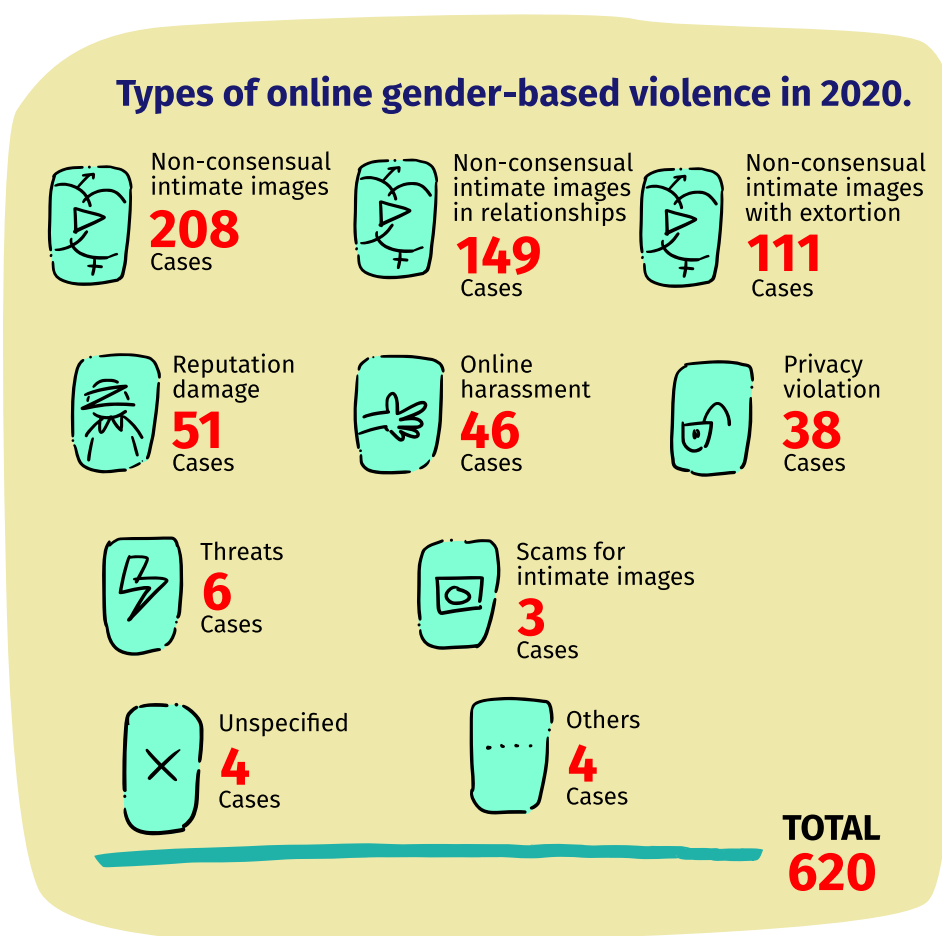 Types of online gender-based violence in 2020.
Non-consensual
intimate images
208
Cases
Non-consensual
intimate images
in relationships
149
Cases
Non-consensual
intimate images
with extortion
111
Cases
Reputation
damage
51
Cases
Online
harassment
46
Cases
Privacy
violation
38
Cases
Threats
6
Cases
Scams for
intimate images
3
Cases
Unspecified
4
Cases
Others
4
Cases
TOTAL
620